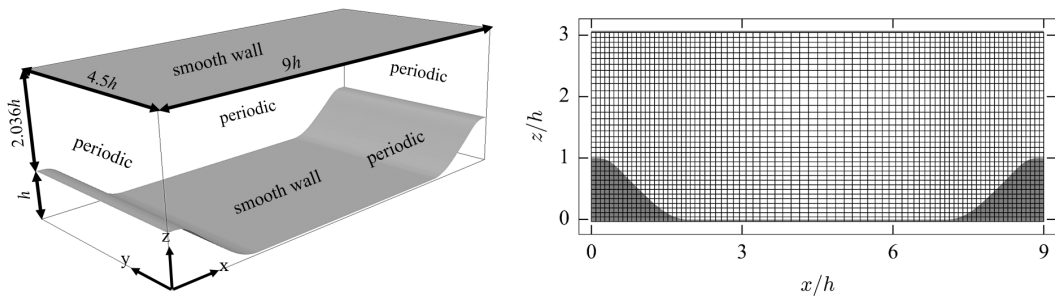 smooth wall
4.5h
9h
periodic
2.036h
periodic
periodic
periodic
h
smooth wall
z
y
x
z/h
3
2
1
0
0 3 6 9
x/h